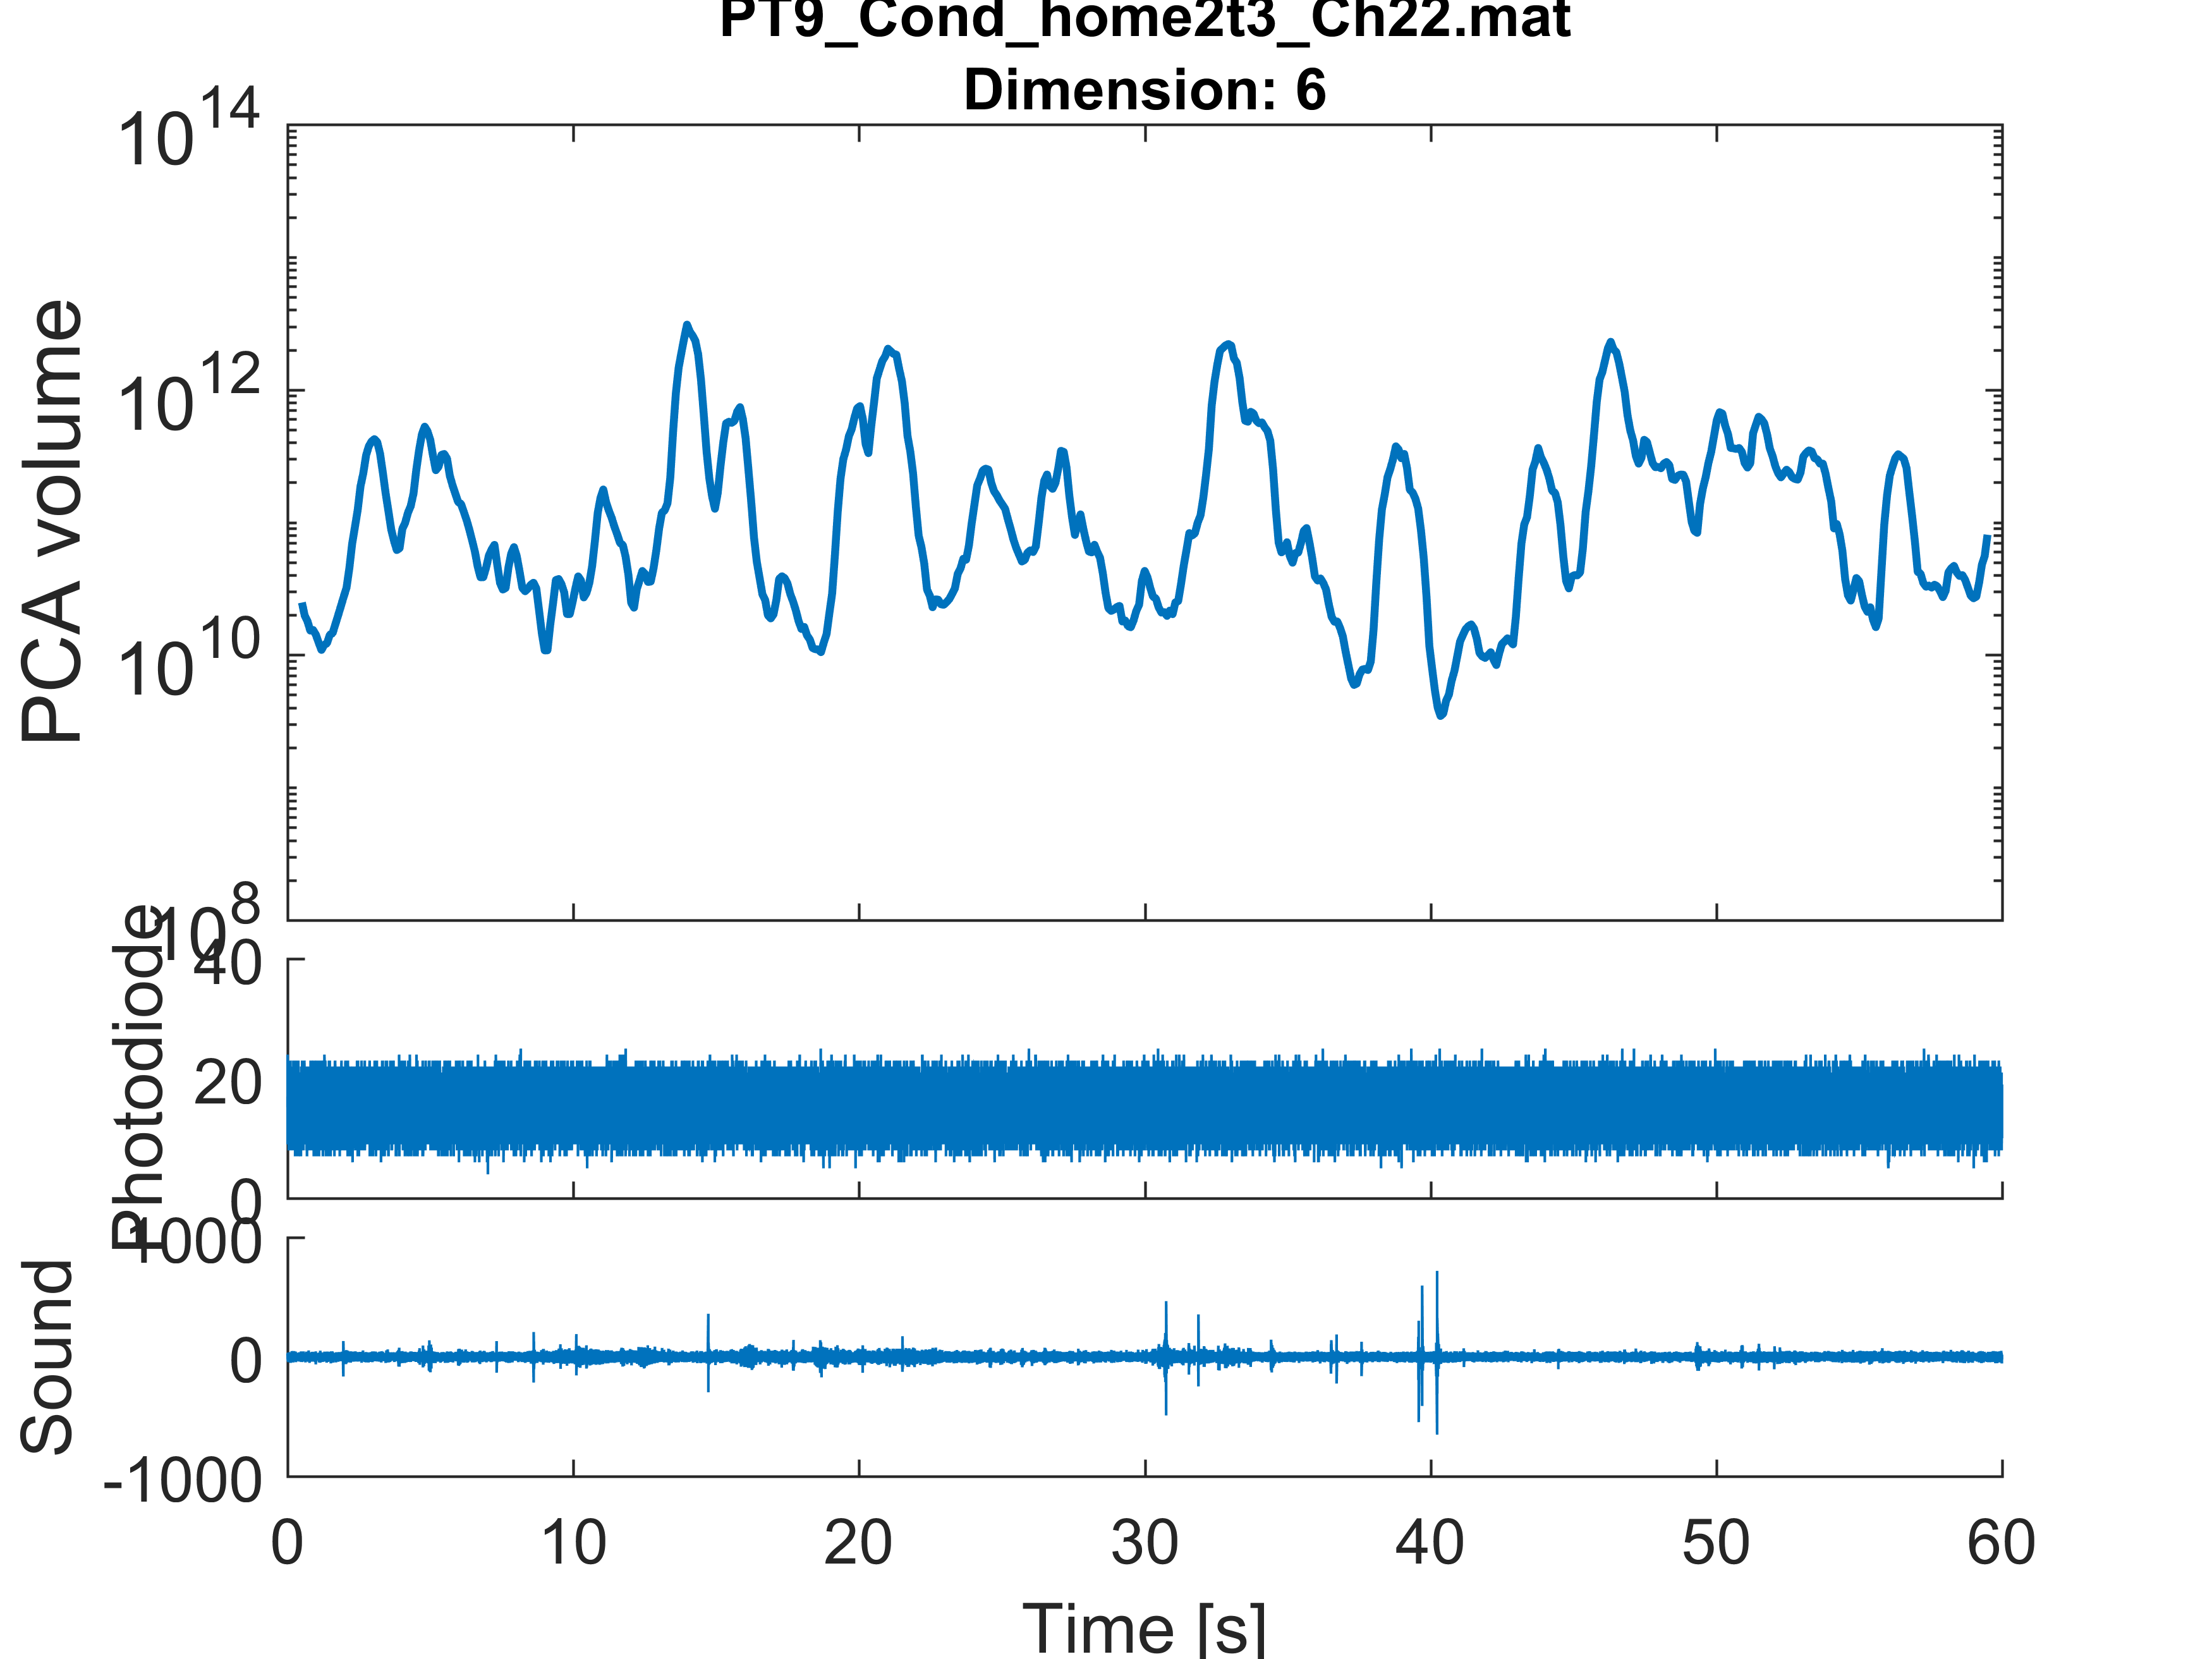 PT9_Cond_home2t3_Ch22.mat
Dimension: 6
PCA volume
10^14
10^12
10^10
10^8
Photodiode
40
20
0
Sound
1000
0
-1000
0 10 20 30 40 50 60
Time [s]